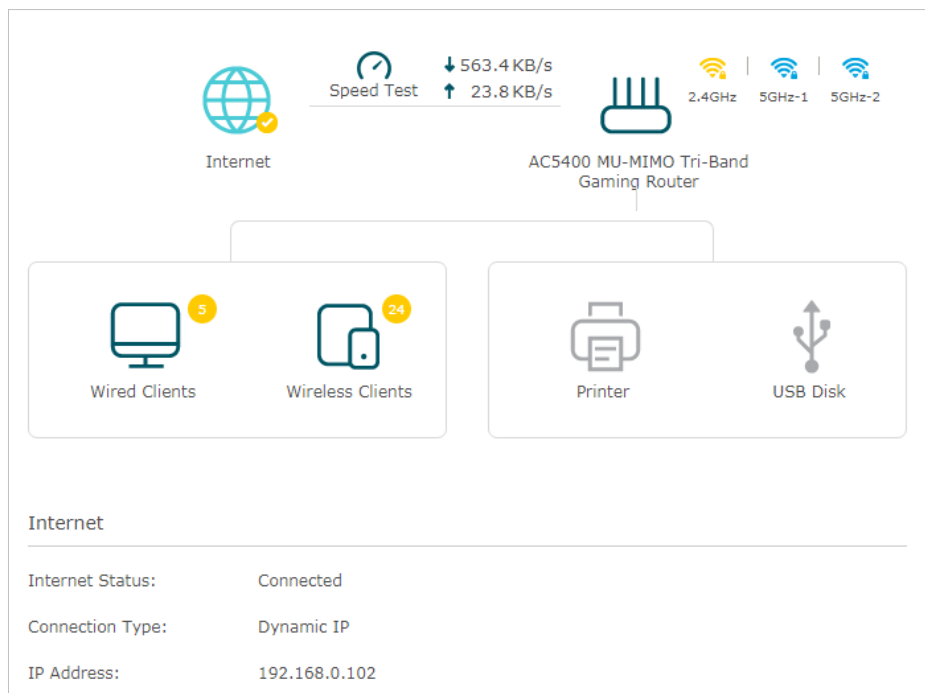 Speed Test
563.4 KB/s
23.8 KB/s
2.4GHz
5GHz-1
5GHz-2
Internet
AC5400 MU-MIMO Tri-Band
Gaming Router
5
24
Wired Clients
Wireless Clients
Printer
USB Disk
Internet
Internet Status: Connected
Connection Type: Dynamic IP
IP Address: 192.168.0.102